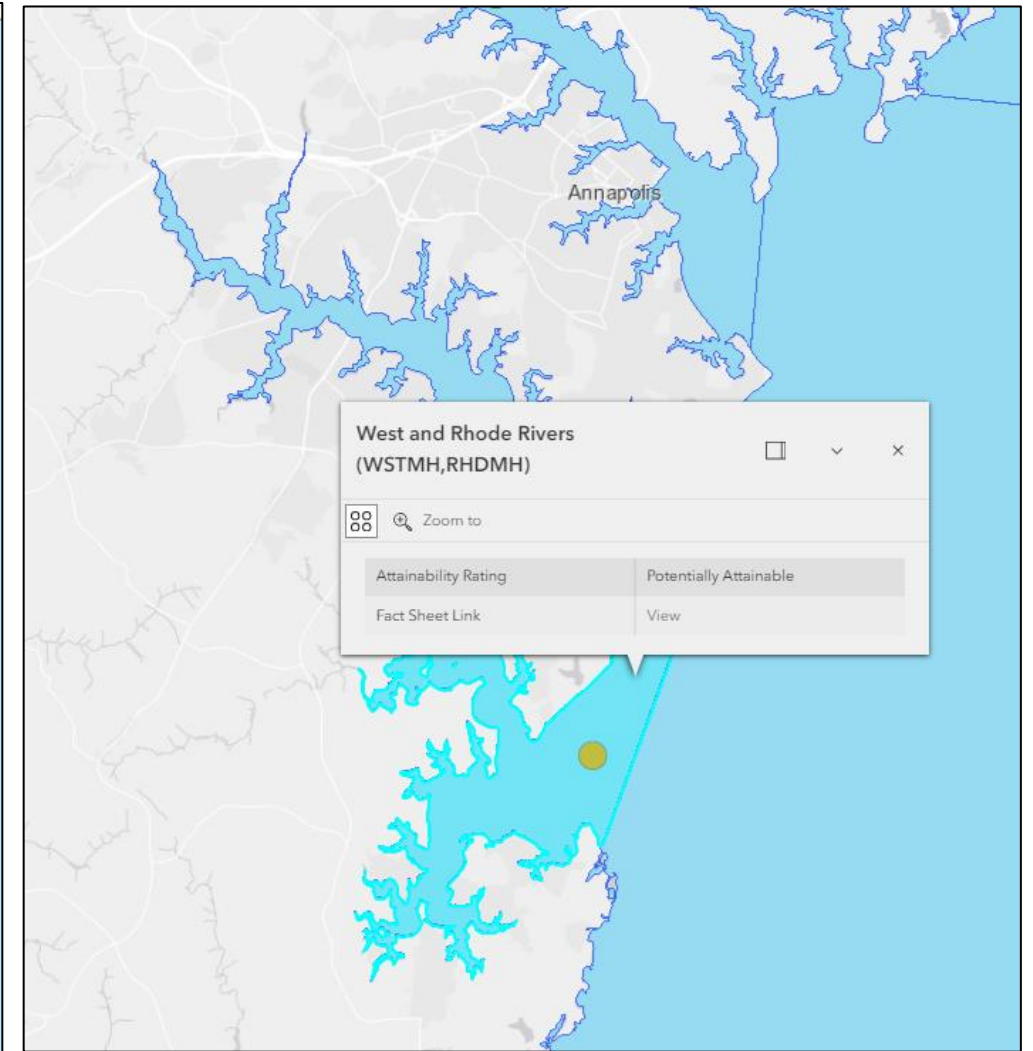 Annapolis
West and Rhode Rivers
(WSTMH,RHDMH)
Zoom to
Attainability Rating Potentially Attainable
Fact Sheet Link View